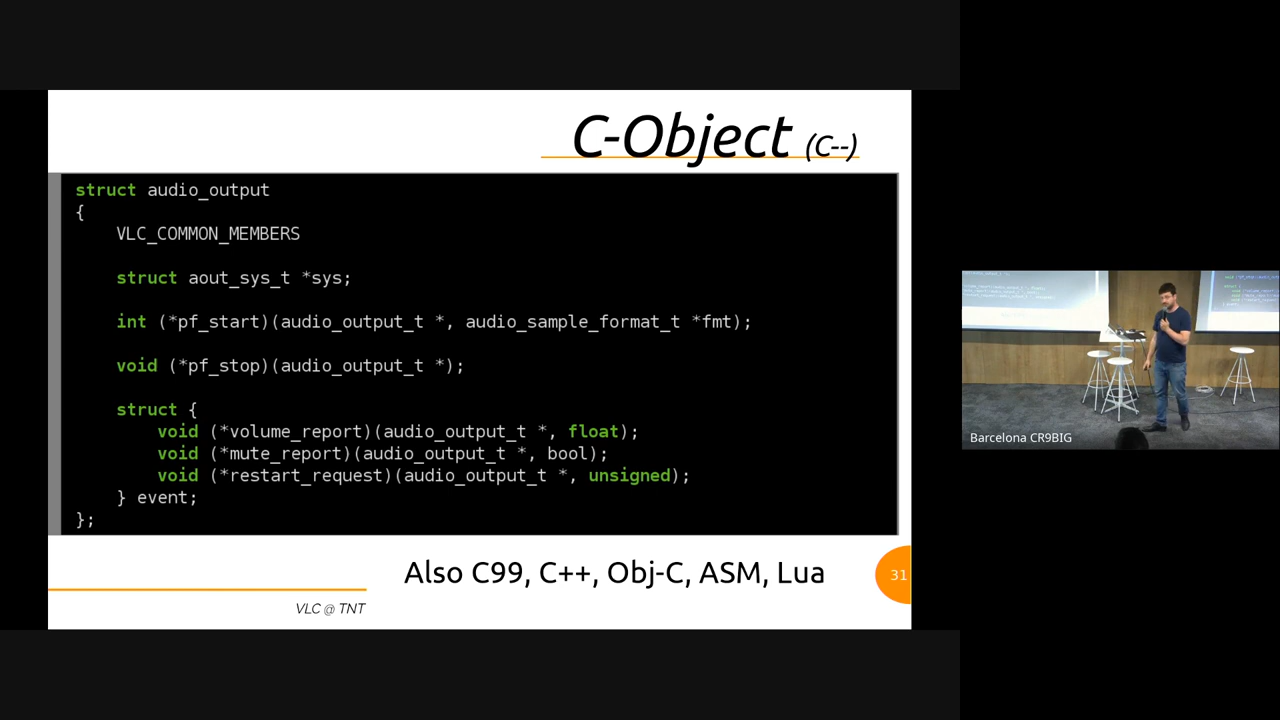 C-Object (C--)
struct audio_output
{
VLC_COMMON_MEMBERS
struct aout_sys_t *sys;
int (*pf_start)(audio_output_t *, audio_sample_format_t *fmt);
void (*pf_stop)(audio_output_t *);
struct {
void (*volume_report)(audio_output_t *, float);
void (*mute_report)(audio_output_t *, bool);
void (*restart_request)(audio_output_t *, unsigned);
} event;
};
Also C99, C++, Obj-C, ASM, Lua
31
VLC @ TNT
Barcelona CR9BIG